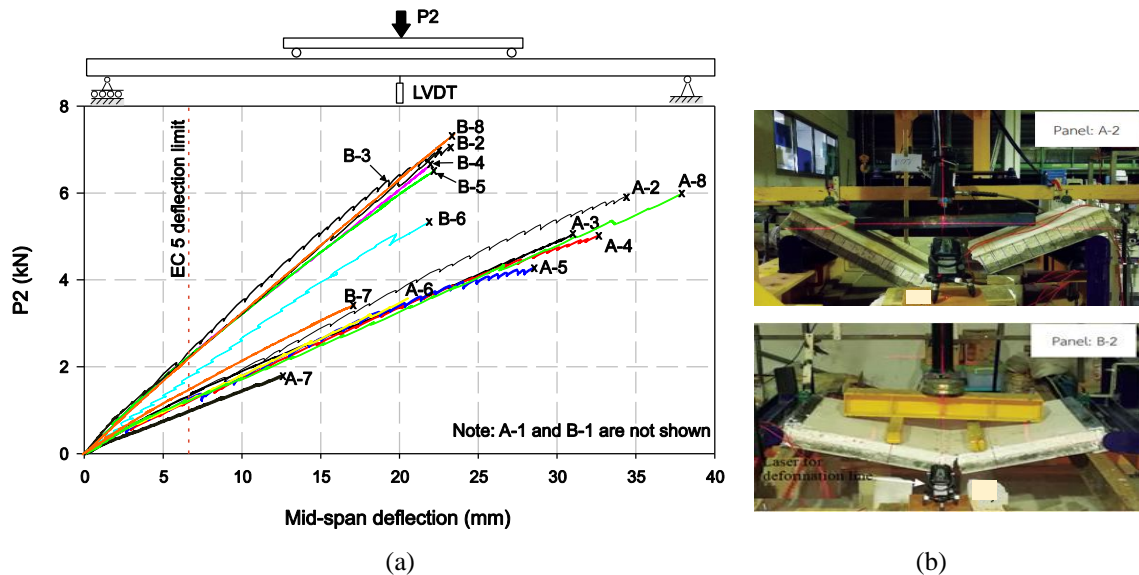 P2
LVDT
8
6
4
2
0
P2 (kN)
EC 5 deflection limit
B-8
B-2
B-3
B-4
B-5
A-2
A-8
B-6
A-3
A-4
A-5
A-6
B-7
A-7
Note: A-1 and B-1 are not shown
0 5 10 15 20 25 30 35 40
Mid-span deflection (mm)
(a)
Panel: A-2
Panel: B-2
Laser for
deformation line
(b)